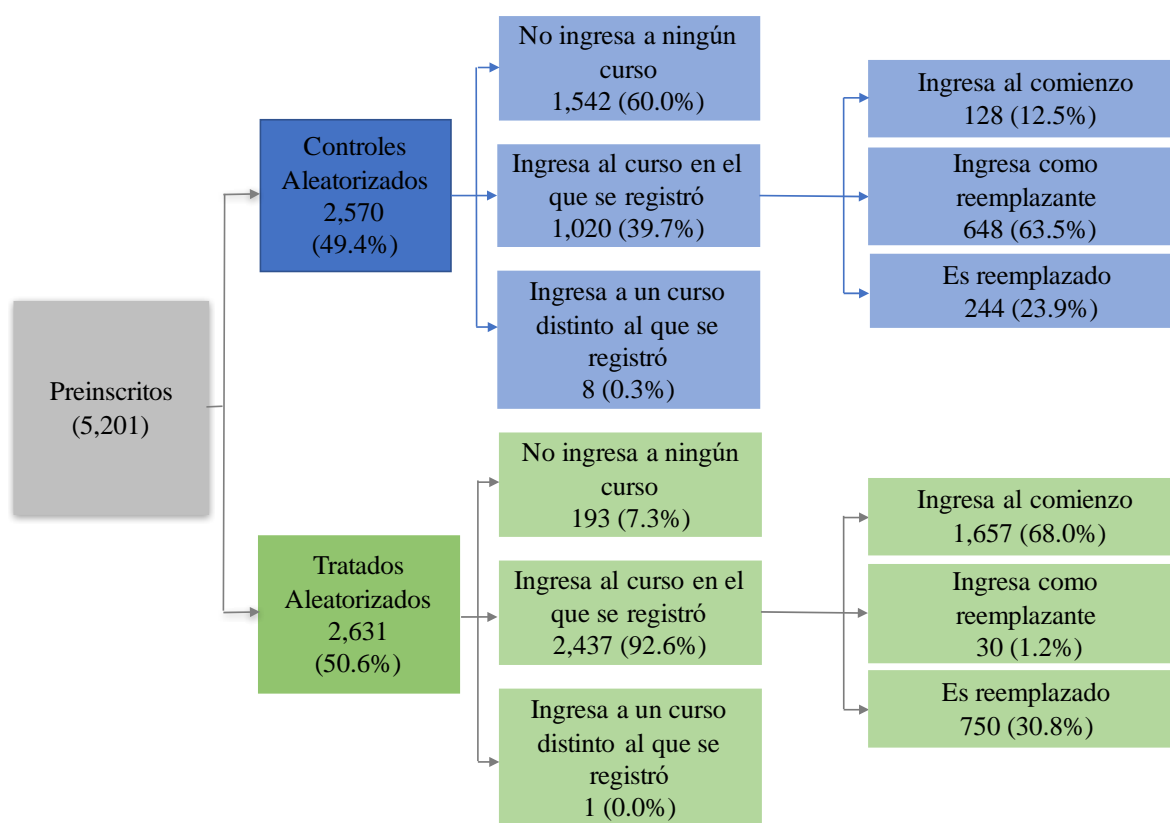 Preinscritos
(5,201)
Controles
Aleatorizados
2,570
(49.4%)
No ingresa a ningún
curso
1,542 (60.0%)
Ingresa al curso en el
que se registró
1,020 (39.7%)
Ingresa a un curso
distinto al que se
registró
8 (0.3%)
Ingresa al comienzo
128 (12.5%)
Ingresa como
reemplazante
648 (63.5%)
Es reemplazado
244 (23.9%)
Tratados
Aleatorizados
2,631
(50.6%)
No ingresa a ningún
curso
193 (7.3%)
Ingresa al curso en el
que se registró
2,437 (92.6%)
Ingresa a un curso
distinto al que se
registró
1 (0.0%)
Ingresa al comienzo
1,657 (68.0%)
Ingresa como
reemplazante
30 (1.2%)
Es reemplazado
750 (30.8%)